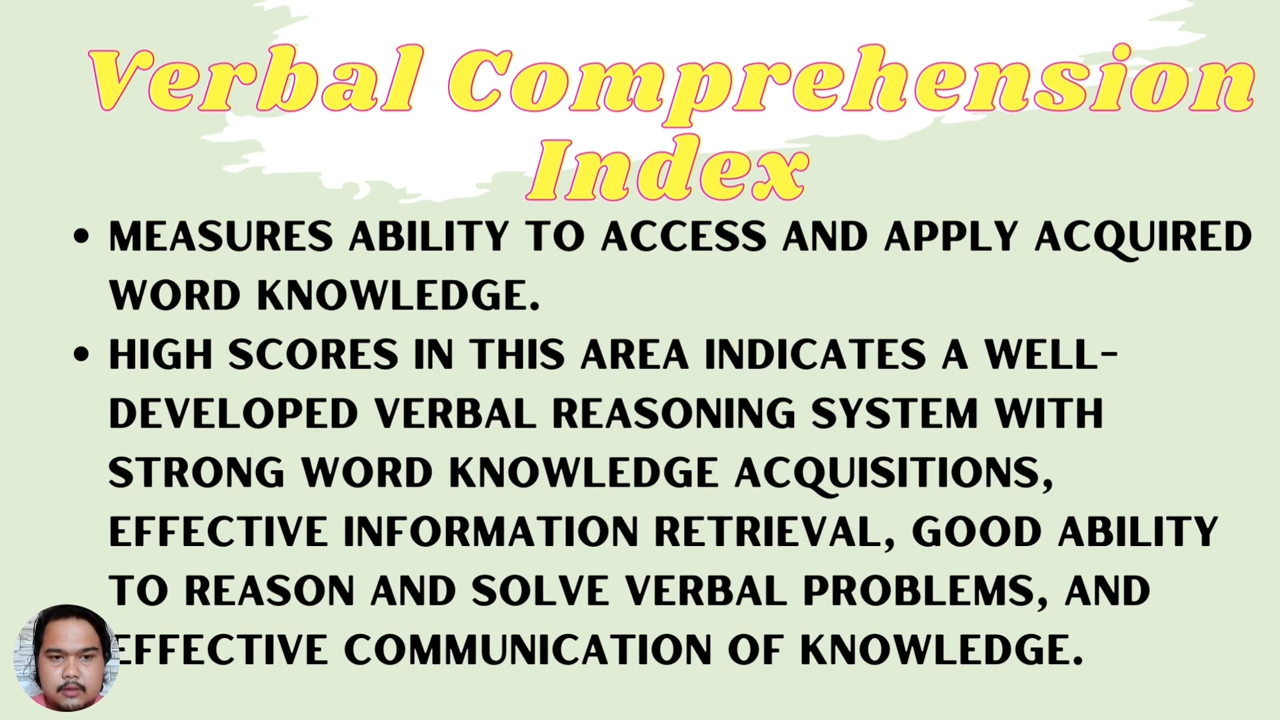 Verbal Comprehension
Index
• MEASURES ABILITY TO ACCESS AND APPLY ACQUIRED
WORD KNOWLEDGE.
• HIGH SCORES IN THIS AREA INDICATES A WELL-
DEVELOPED VERBAL REASONING SYSTEM WITH
STRONG WORD KNOWLEDGE ACQUISITIONS,
EFFECTIVE INFORMATION RETRIEVAL, GOOD ABILITY
TO REASON AND SOLVE VERBAL PROBLEMS, AND
EFFECTIVE COMMUNICATION OF KNOWLEDGE.